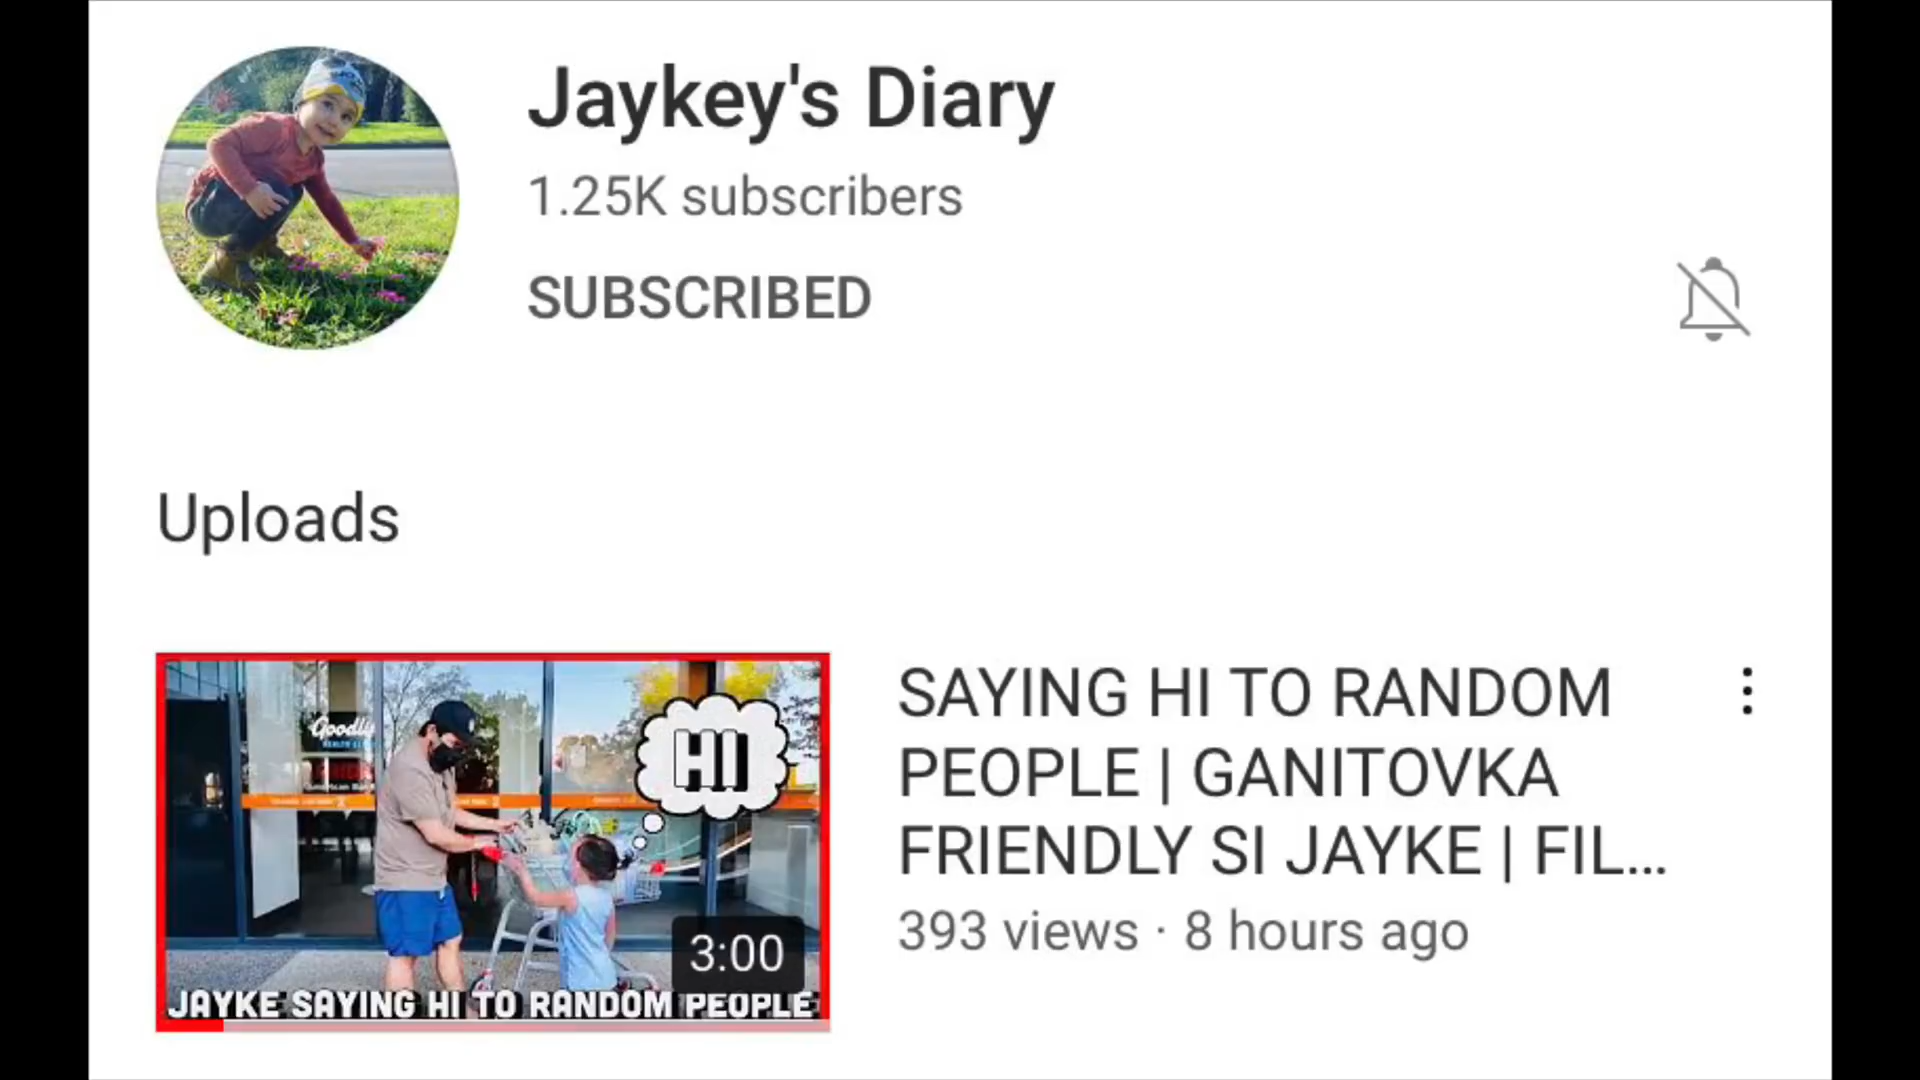 Jaykey's Diary
1.25K subscribers
SUBSCRIBED
Uploads
Goodly
HI
3:00
JAYKE SAYING HI TO RANDOM PEOPLE
SAYING HI TO RANDOM
PEOPLE | GANITOVKA
FRIENDLY SI JAYKE | FIL...
393 views · 8 hours ago